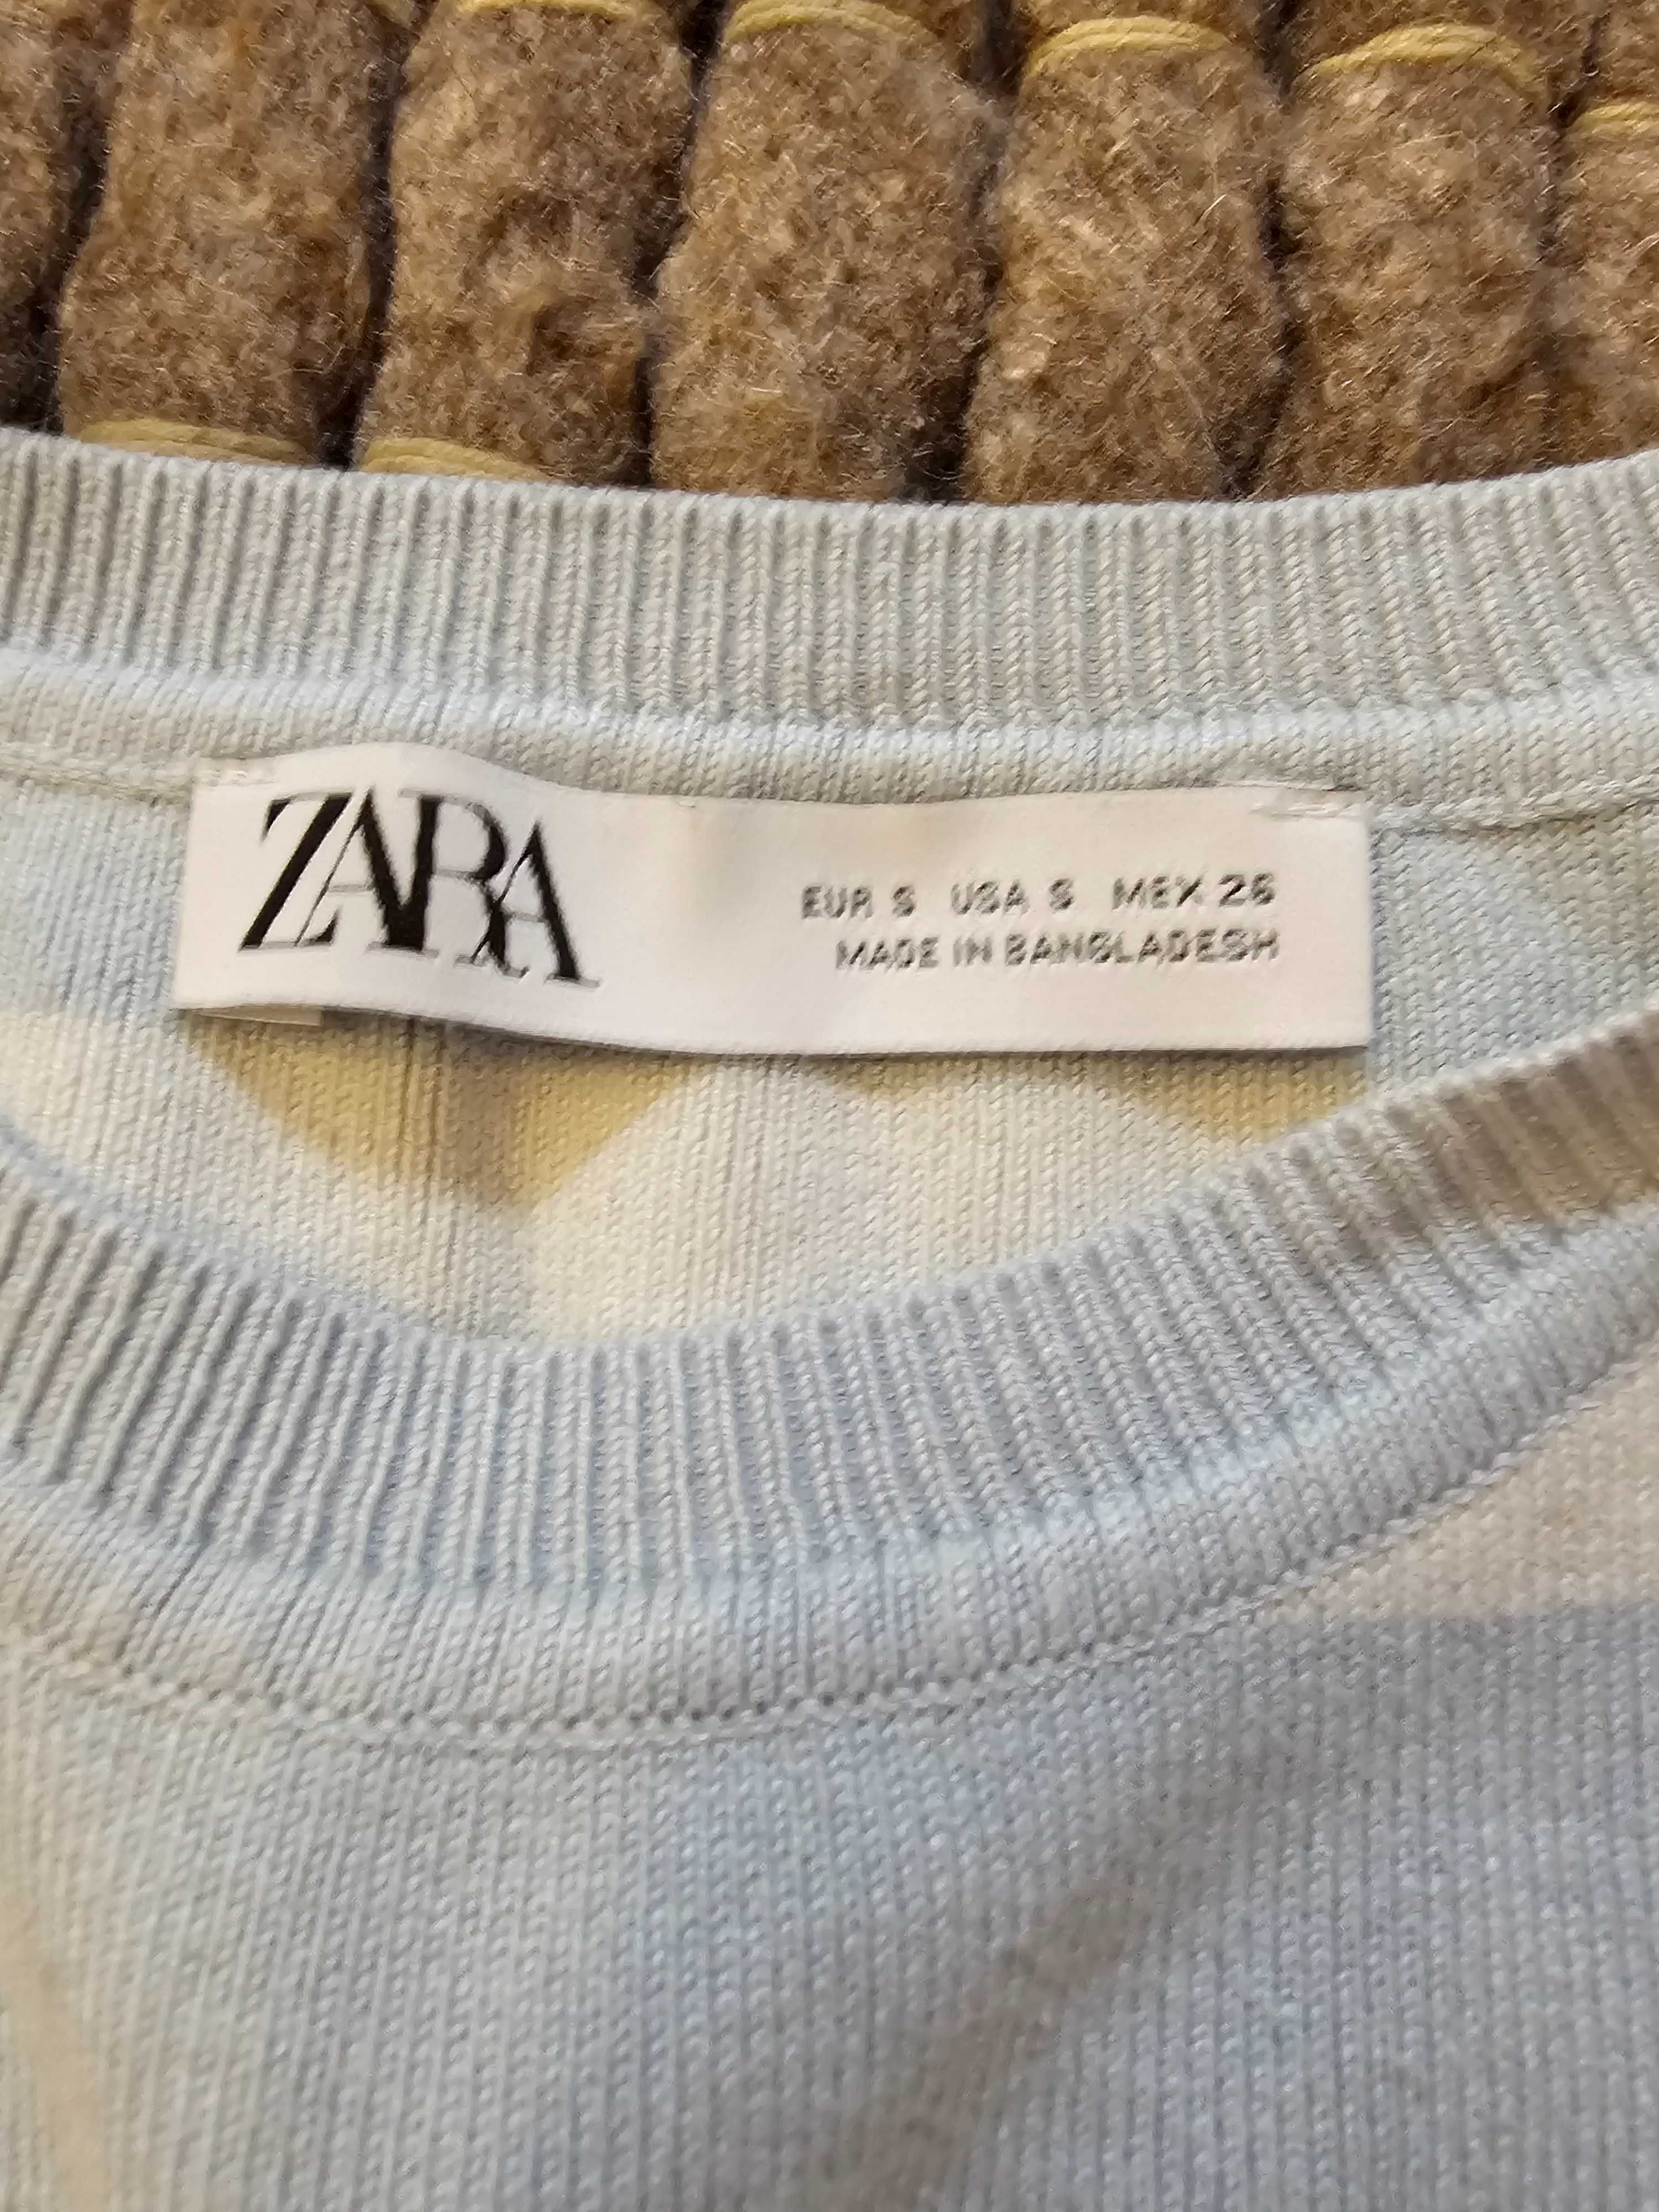 ZARA
EUR S USA S MEX 26
MADE IN BANGLADESH